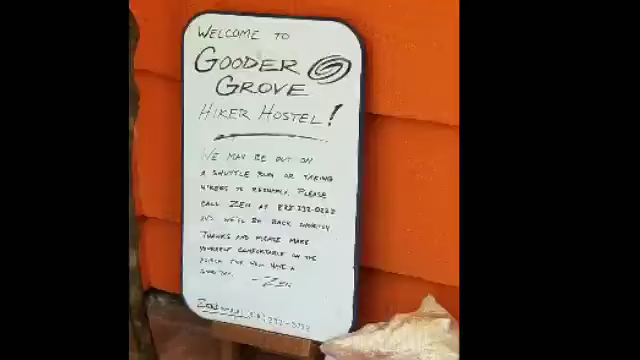 WELCOME TO
GOODER
GROVE
HIKER HOSTEL!
WE MAY BE OUT ON
A SHUTTLE RUN OR TAKING
HIKERS TO RESUPPLY. PLEASE
CALL ZEN AT
AND WE'LL BE BACK SHORTLY
THANKS AND PLEASE MAKE
YOURSELF COMFORTABLE ON THE
PORCH
-ZEN